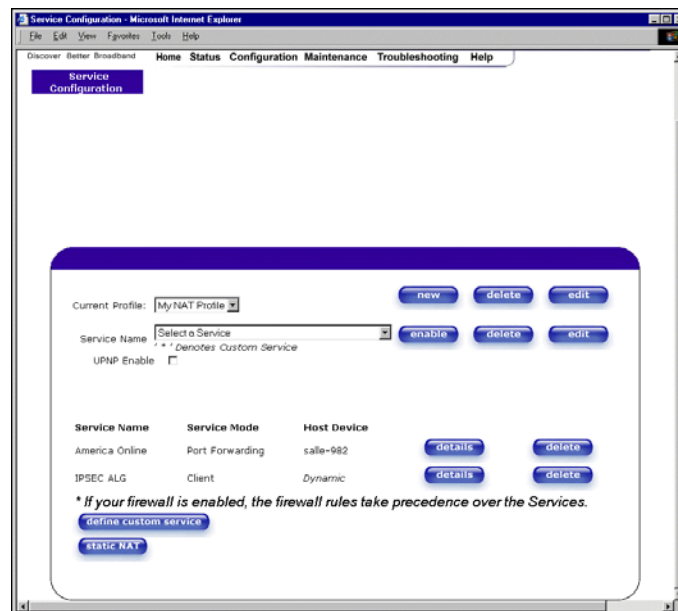 Service Configuration - Microsoft Internet Explorer
File Edit View Favorites Tools Help
Discover Better Broadband Home Status Configuration Maintenance Troubleshooting Help
Service
Configuration
new delete edit
Current Profile: My NAT Profile
Service Name Select a Service enable delete edit
' * ' Denotes Custom Service
UPNP Enable
Service Name Service Mode Host Device
America Online Port Forwarding salle-982 details delete
IPSEC ALG Client Dynamic details delete
* If your firewall is enabled, the firewall rules take precedence over the Services.
define custom service
static NAT